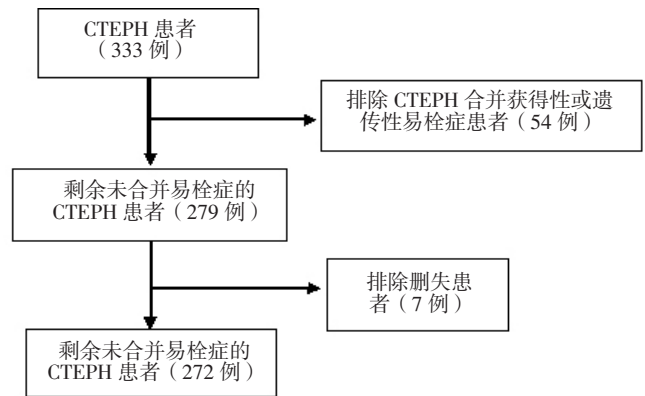 CTEPH 患者
（333 例）
排除 CTEPH 合并获得性或遗
传性易栓症患者（54 例）
剩余未合并易栓症的
CTEPH 患者（279 例）
排除删失患
者（7 例）
剩余未合并易栓症的
CTEPH 患者（272 例）